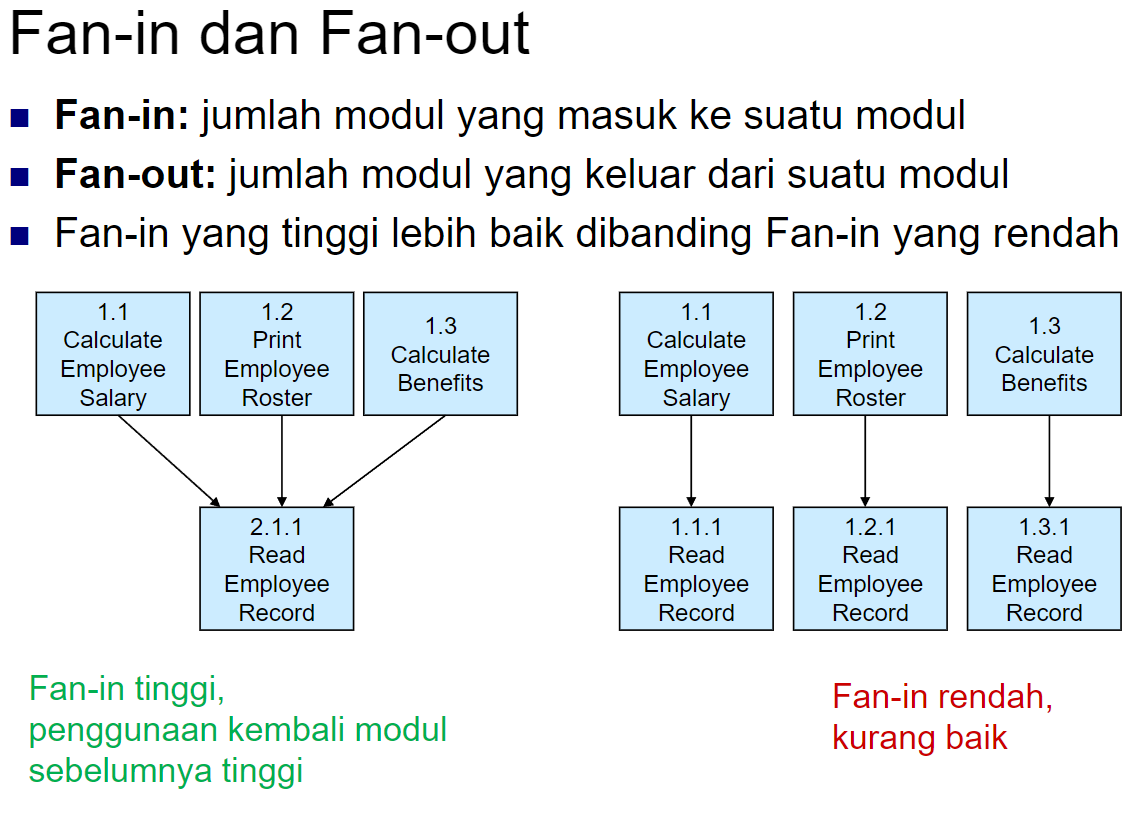 Fan-in dan Fan-out
Fan-in: jumlah modul yang masuk ke suatu modul
Fan-out: jumlah modul yang keluar dari suatu modul
Fan-in yang tinggi lebih baik dibanding Fan-in yang rendah
1.1
Calculate
Employee
Salary
1.2
Print
Employee
Roster
1.3
Calculate
Benefits
2.1.1
Read
Employee
Record
Fan-in tinggi,
penggunaan kembali modul
sebelumnya tinggi
1.1
Calculate
Employee
Salary
1.2
Print
Employee
Roster
1.3
Calculate
Benefits
1.1.1
Read
Employee
Record
1.2.1
Read
Employee
Record
1.3.1
Read
Employee
Record
Fan-in rendah,
kurang baik